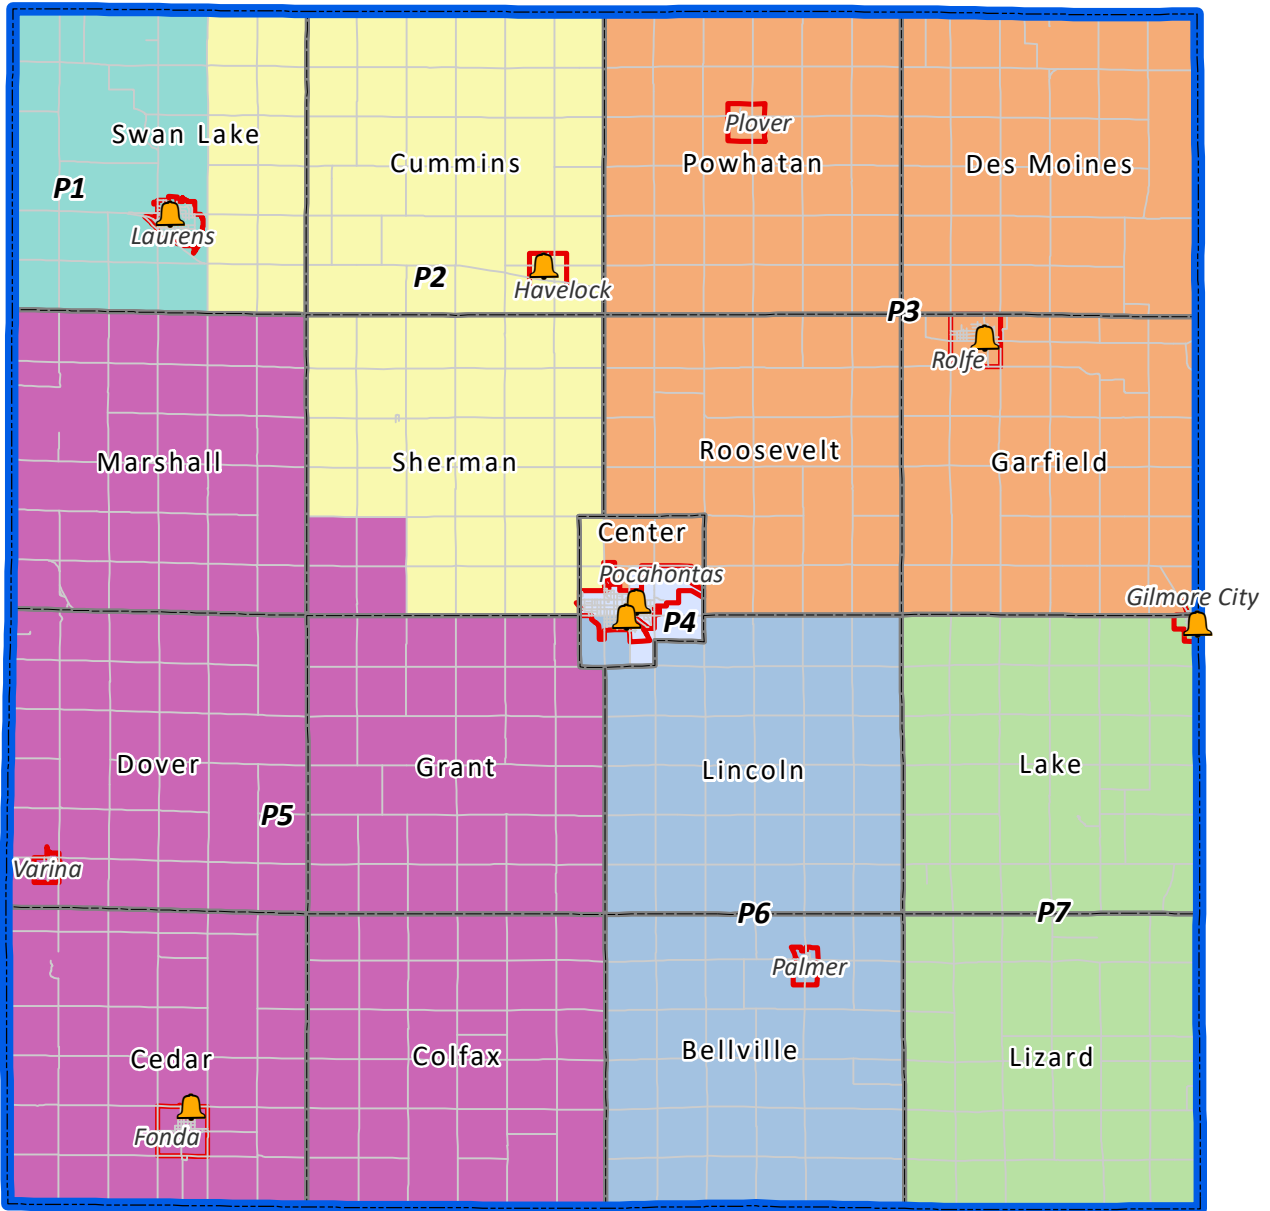 Plover
Swan Lake
Cummins
Powhatan
Des Moines
P1
Laurens
P2
Havelock
P3
Rolfe
Marshall
Sherman
Roosevelt
Garfield
Center
Pocahontas
Gilmore City
P4
Dover
Grant
Lincoln
Lake
P5
Varina
P6
P7
Palmer
Cedar
Colfax
Bellville
Lizard
Fonda